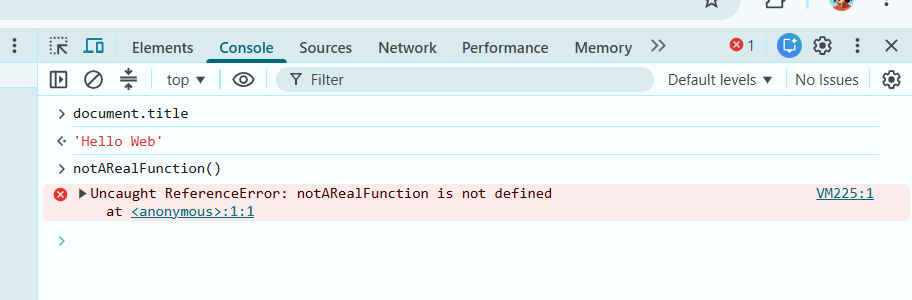 Elements Console Sources Network Performance Memory 1
top Filter Default levels No Issues
document.title
'Hello Web'
notARealFunction()
Uncaught ReferenceError: notARealFunction is not defined VM225:1
at <anonymous>:1:1